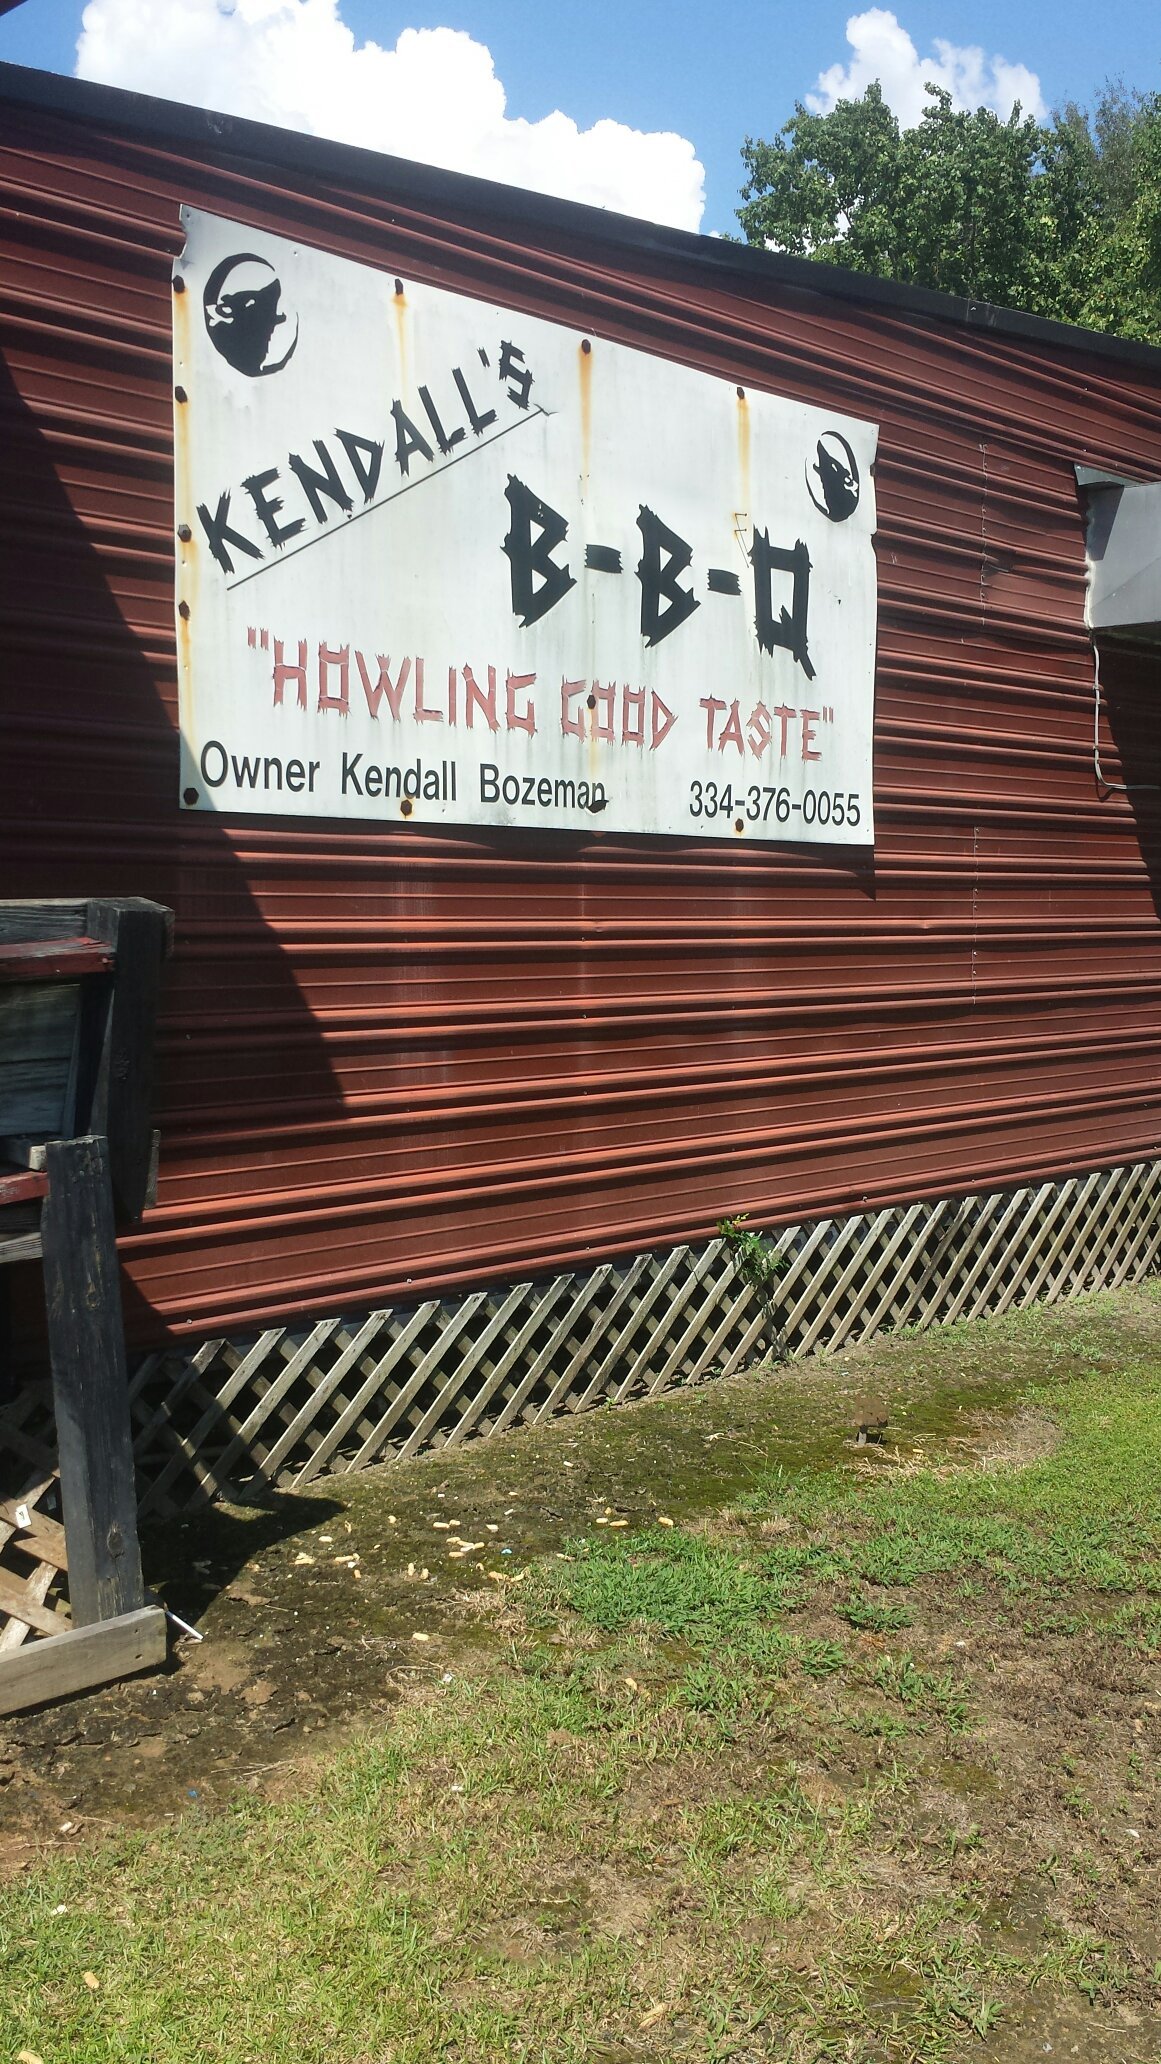 KENDALL'S
B-B-Q
"HOWLING GOOD TASTE"
Owner Kendall Bozeman 334-376-0055